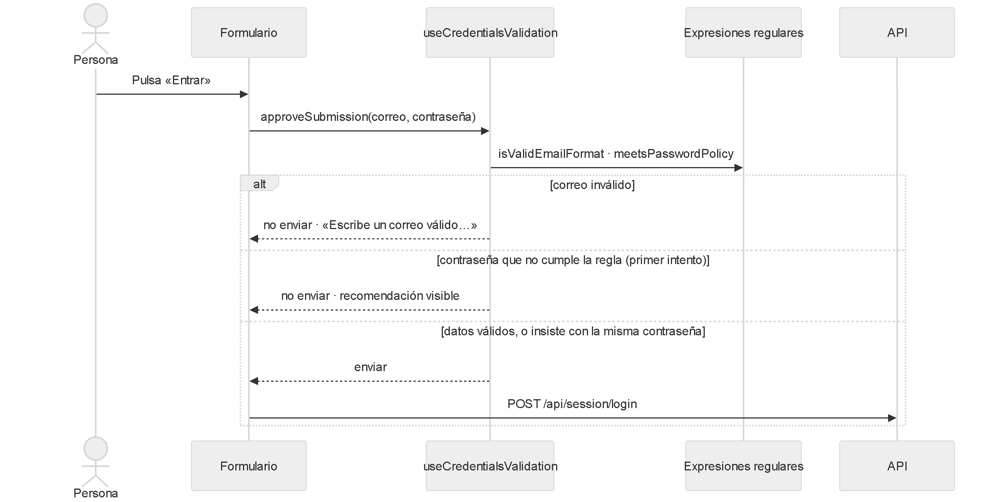 Persona
Formulario
useCredentialsValidation
Expresiones regulares
API
Pulsa «Entrar»
approveSubmission(correo, contraseña)
isValidEmailFormat · meetsPasswordPolicy
alt
[correo inválido]
no enviar · «Escribe un correo válido…»
[contraseña que no cumple la regla (primer intento)]
no enviar · recomendación visible
[datos válidos, o insiste con la misma contraseña]
enviar
POST /api/session/login
Formulario
useCredentialsValidation
Expresiones regulares
API
Persona